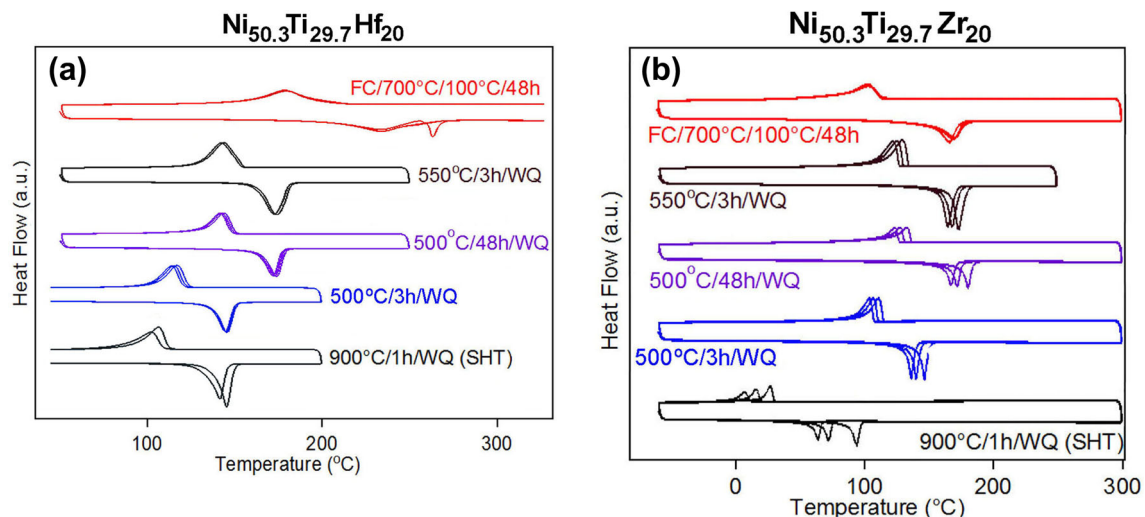 Ni50.3Ti29.7Hf20
(a)
FC/700°C/100°C/48h
550°C/3h/WQ
500°C/48h/WQ
500°C/3h/WQ
900°C/1h/WQ (SHT)
Heat Flow (a.u.)
100 200 300
Temperature (°C)
Ni50.3Ti29.7 Zr20
(b)
FC/700°C/100°C/48h
550°C/3h/WQ
500°C/48h/WQ
500°C/3h/WQ
900°C/1h/WQ (SHT)
Heat Flow (a.u.)
0 100 200 300
Temperature (°C)